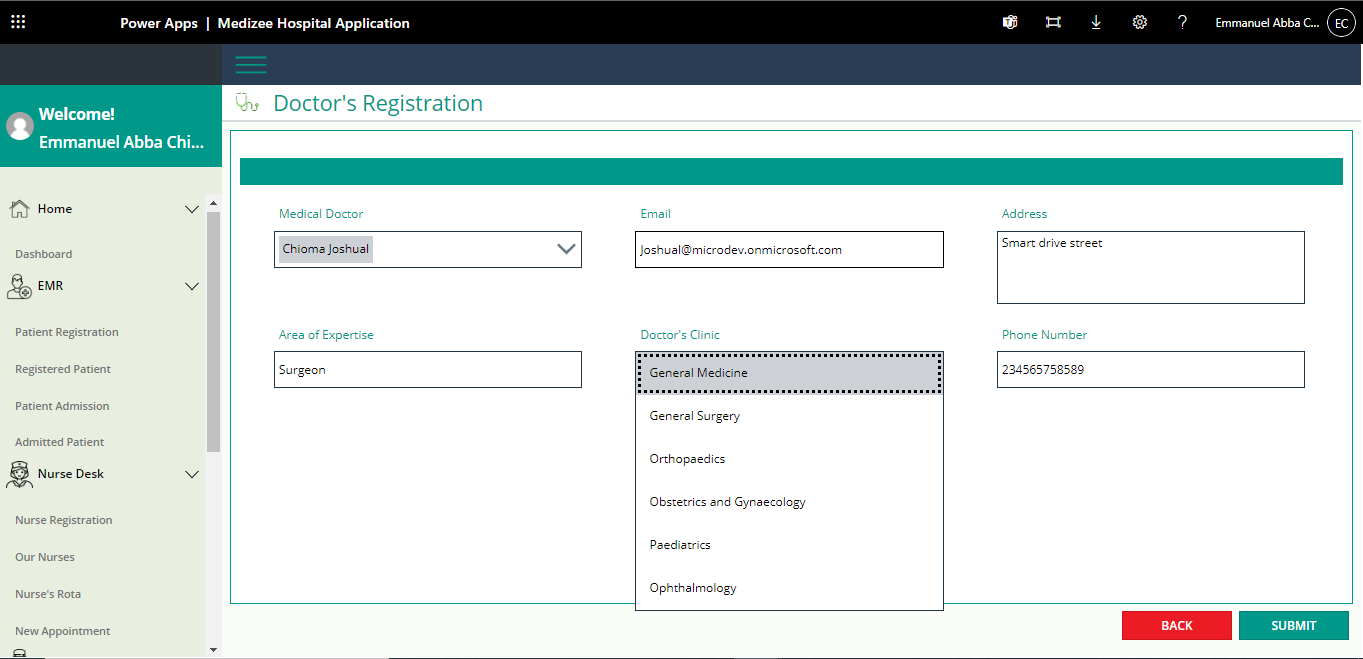 Power Apps | Medizee Hospital Application
Emmanuel Abba C... EC
Welcome!
Emmanuel Abba Chi...
Home
Dashboard
EMR
Patient Registration
Registered Patient
Patient Admission
Admitted Patient
Nurse Desk
Nurse Registration
Our Nurses
Nurse's Rota
New Appointment
Doctor's Registration
Medical Doctor
Chioma Joshual
Email
Joshual@microdev.onmicrosoft.com
Address
Smart drive street
Area of Expertise
Surgeon
Doctor's Clinic
General Medicine
General Surgery
Orthopaedics
Obstetrics and Gynaecology
Paediatrics
Ophthalmology
Phone Number
234565758589
BACK
SUBMIT